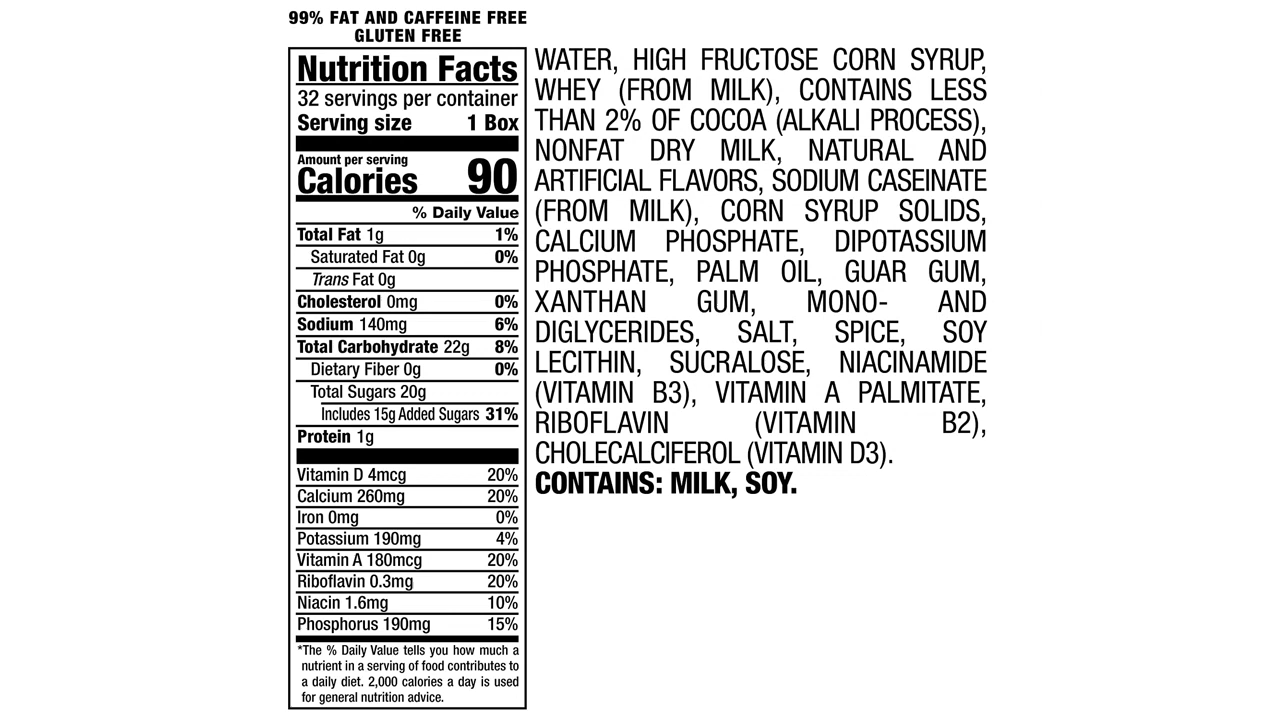 99% FAT AND CAFFEINE FREE
GLUTEN FREE
Nutrition Facts
32 servings per container
Serving size 1 Box
Amount per serving
Calories 90
% Daily Value
Total Fat 1g 1%
Saturated Fat 0g 0%
Trans Fat 0g
Cholesterol 0mg 0%
Sodium 140mg 6%
Total Carbohydrate 22g 8%
Dietary Fiber 0g 0%
Total Sugars 20g
Includes 15g Added Sugars 31%
Protein 1g
Vitamin D 4mcg 20%
Calcium 260mg 20%
Iron 0mg 0%
Potassium 190mg 4%
Vitamin A 180mcg 20%
Riboflavin 0.3mg 20%
Niacin 1.6mg 10%
Phosphorus 190mg 15%
*The % Daily Value tells you how much a
nutrient in a serving of food contributes to
a daily diet. 2,000 calories a day is used
for general nutrition advice.
WATER, HIGH FRUCTOSE CORN SYRUP,
WHEY (FROM MILK), CONTAINS LESS
THAN 2% OF COCOA (ALKALI PROCESS),
NONFAT DRY MILK, NATURAL AND
ARTIFICIAL FLAVORS, SODIUM CASEINATE
(FROM MILK), CORN SYRUP SOLIDS,
CALCIUM PHOSPHATE, DIPOTASSIUM
PHOSPHATE, PALM OIL, GUAR GUM,
XANTHAN GUM, MONO- AND
DIGLYCERIDES, SALT, SPICE, SOY
LECITHIN, SUCRALOSE, NIACINAMIDE
(VITAMIN B3), VITAMIN A PALMITATE,
RIBOFLAVIN (VITAMIN B2),
CHOLECALCIFEROL (VITAMIN D3).
CONTAINS: MILK, SOY.